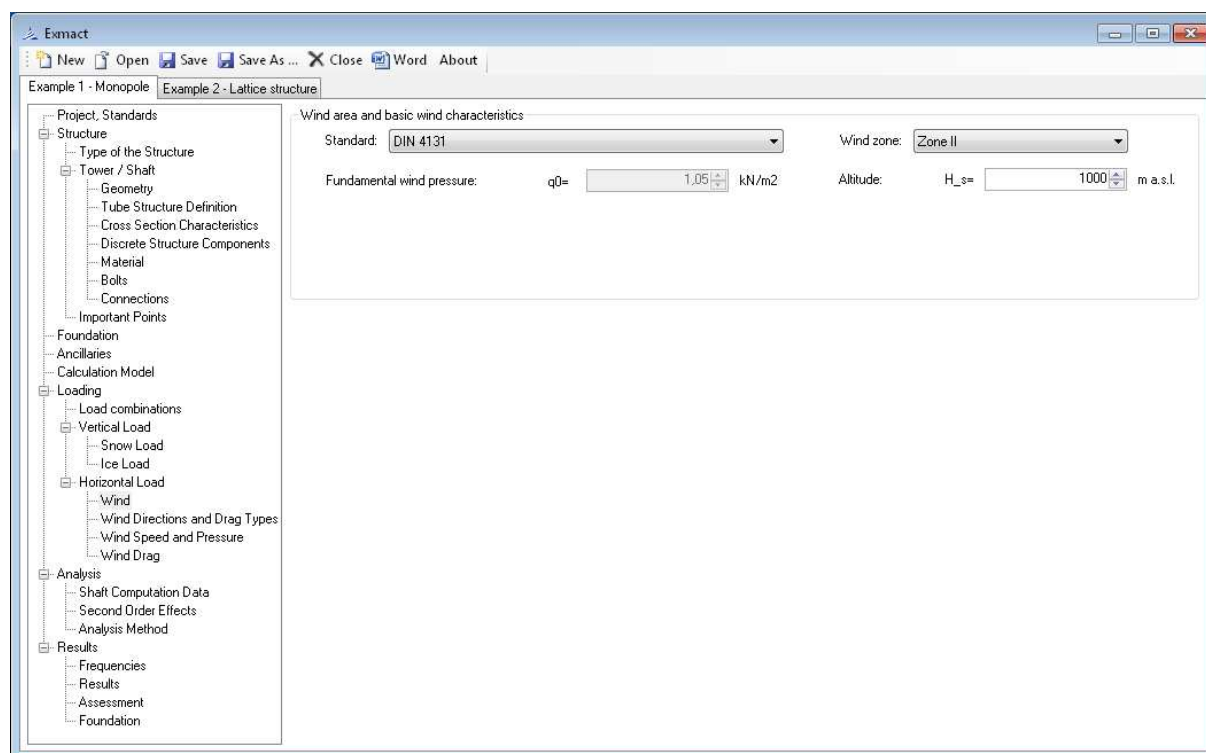 Exmact
New Open Save Save As ... Close Word About
Example 1 - Monopole Example 2 - Lattice structure
Project, Standards
Structure
Type of the Structure
Tower / Shaft
Geometry
Tube Structure Definition
Cross Section Characteristics
Discrete Structure Components
Material
Bolts
Connections
Important Points
Foundation
Ancillaries
Calculation Model
Loading
Load combinations
Vertical Load
Snow Load
Ice Load
Horizontal Load
Wind
Wind Directions and Drag Types
Wind Speed and Pressure
Wind Drag
Analysis
Shaft Computation Data
Second Order Effects
Analysis Method
Results
Frequencies
Results
Assessment
Foundation
Wind area and basic wind characteristics
Standard: DIN 4131 Wind zone: Zone II
Fundamental wind pressure: q0= 1,05 kN/m2 Altitude: H_s= 1000 m a.s.l.